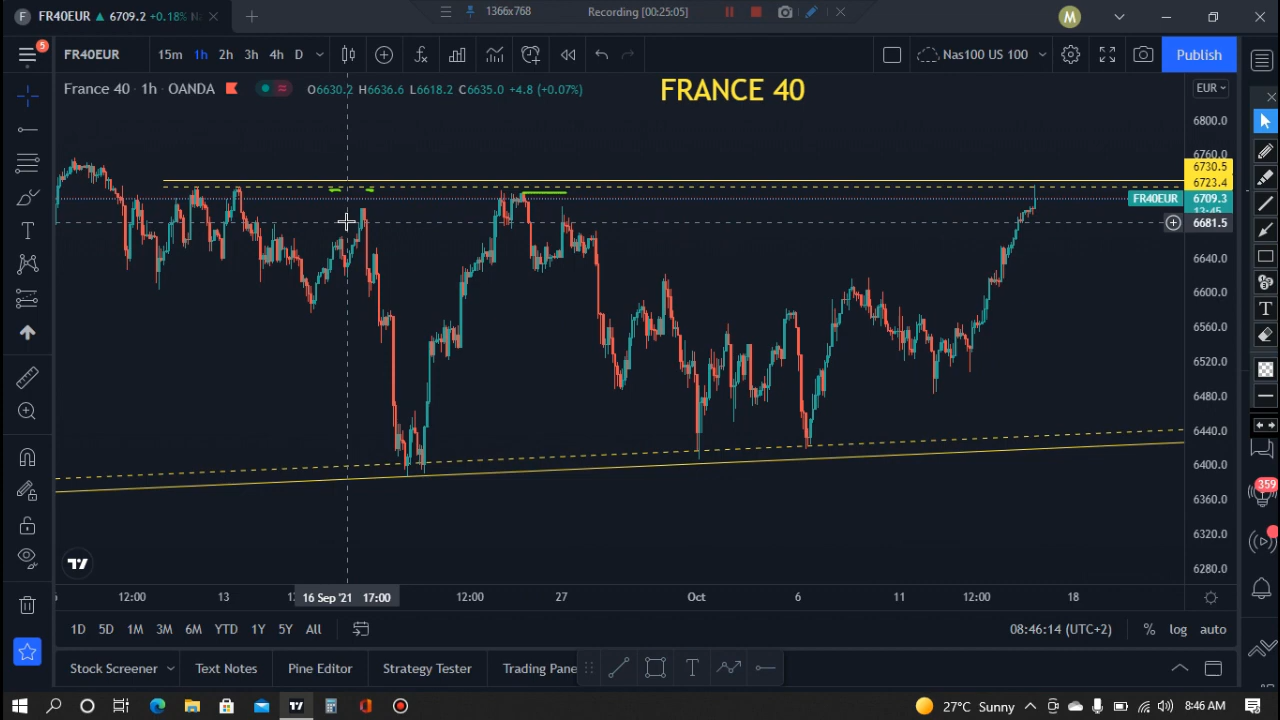 FR40EUR ▲ 6709.2 +0.18%
1366x768
Recording [00:25:05]
M
5
FR40EUR
15m 1h 2h 3h 4h D
Nas100 US 100
Publish
France 40 · 1h · OANDA
O6630.2 H6636.6 L6618.2 C6635.0 +4.8 (+0.07%)
FRANCE 40
EUR
6800.0
6760.0
6730.5
6723.4
FR40EUR 6709.3
13:45
6681.5
6640.0
6600.0
6560.0
6520.0
6480.0
6440.0
6400.0
6360.0
6320.0
6280.0
359
12:00 13 16 Sep '21 17:00 12:00 27 Oct 6 11 12:00 18
1D 5D 1M 3M 6M YTD 1Y 5Y All
08:46:14 (UTC+2) % log auto
Stock Screener Text Notes Pine Editor Strategy Tester Trading Pane
27°C Sunny
8:46 AM